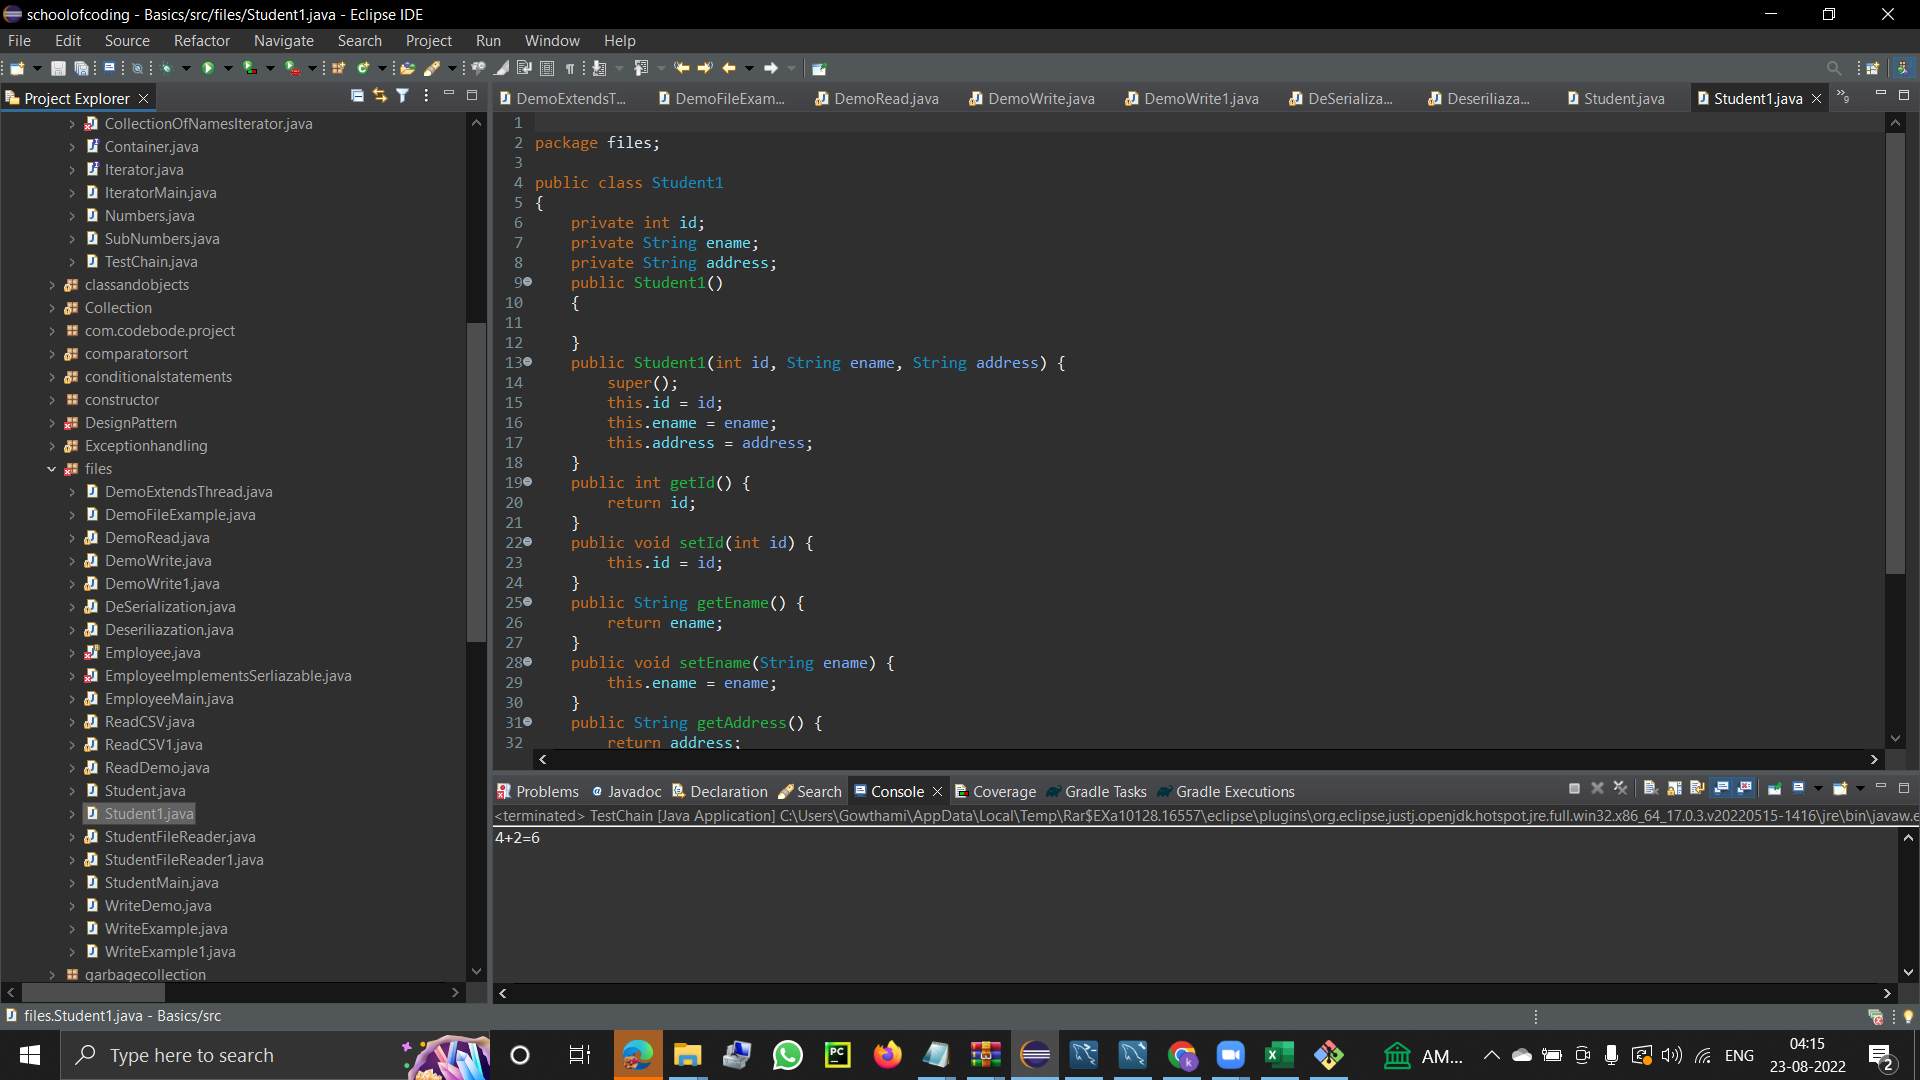 schoolofcoding - Basics/src/files/Student1.java - Eclipse IDE
File Edit Source Refactor Navigate Search Project Run Window Help
Project Explorer
CollectionOfNamesIterator.java
Container.java
Iterator.java
IteratorMain.java
Numbers.java
SubNumbers.java
TestChain.java
classandobjects
Collection
com.codebode.project
comparatorsort
conditionalstatements
constructor
DesignPattern
Exceptionhandling
files
DemoExtendsThread.java
DemoFileExample.java
DemoRead.java
DemoWrite.java
DemoWrite1.java
DeSerialization.java
Deseriliazation.java
Employee.java
EmployeeImplementsSerliazable.java
EmployeeMain.java
ReadCSV.java
ReadCSV1.java
ReadDemo.java
Student.java
Student1.java
StudentFileReader.java
StudentFileReader1.java
StudentMain.java
WriteDemo.java
WriteExample.java
WriteExample1.java
garbagecollection
DemoExtendsT... DemoFileExam... DemoRead.java DemoWrite.java DemoWrite1.java DeSerializa... Deseriliaza... Student.java Student1.java 9
1
2 package files;
3
4 public class Student1
5 {
6 private int id;
7 private String ename;
8 private String address;
9 public Student1()
10 {
11
12 }
13 public Student1(int id, String ename, String address) {
14 super();
15 this.id = id;
16 this.ename = ename;
17 this.address = address;
18 }
19 public int getId() {
20 return id;
21 }
22 public void setId(int id) {
23 this.id = id;
24 }
25 public String getEname() {
26 return ename;
27 }
28 public void setEname(String ename) {
29 this.ename = ename;
30 }
31 public String getAddress() {
32 return address;
Problems Javadoc Declaration Search Console Coverage Gradle Tasks Gradle Executions
<terminated> TestChain [Java Application] C:\Users\Gowthami\AppData\Local\Temp\Rar$EXa10128.16557\eclipse\plugins\org.eclipse.justj.openjdk.hotspot.jre.full.win32.x86_64_17.0.3.v20220515-1416\jre\bin\javaw.e
4+2=6
files.Student1.java - Basics/src
Type here to search
PC
AM...
ENG
04:15
23-08-2022
2